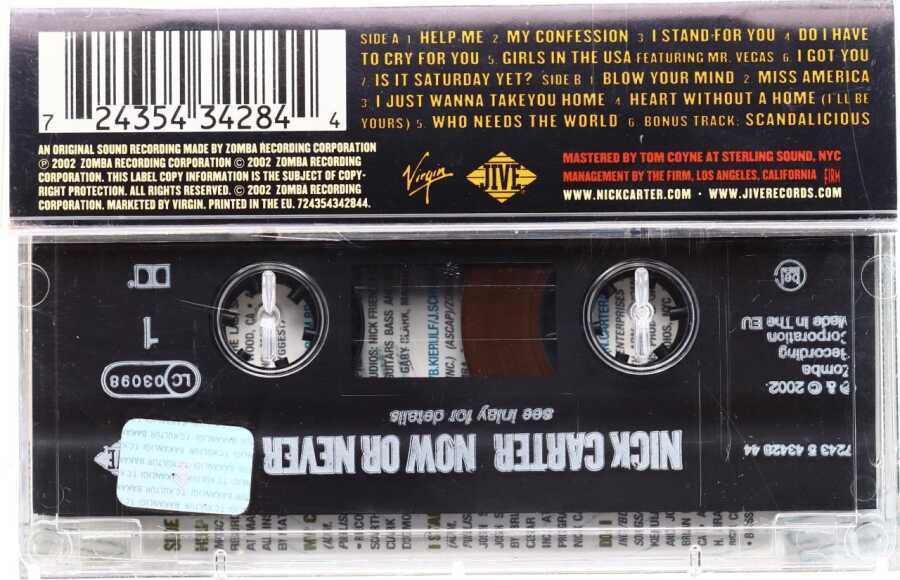 SIDE A 1. HELP ME 2. MY CONFESSION 3. I STAND FOR YOU 4. DO I HAVE
TO CRY FOR YOU 5. GIRLS IN THE USA FEATURING MR. VEGAS 6. I GOT YOU
7. IS IT SATURDAY YET? SIDE B 1. BLOW YOUR MIND 2. MISS AMERICA
3. I JUST WANNA TAKEYOU HOME 4. HEART WITHOUT A HOME (I'LL BE
YOURS) 5. WHO NEEDS THE WORLD 6. BONUS TRACK: SCANDALICIOUS
7 24354 34284 4
AN ORIGINAL SOUND RECORDING MADE BY ZOMBA RECORDING CORPORATION
℗ 2002 ZOMBA RECORDING CORPORATION © 2002 ZOMBA RECORDING
CORPORATION. THIS LABEL COPY INFORMATION IS THE SUBJECT OF COPY-
RIGHT PROTECTION. ALL RIGHTS RESERVED. © 2002 ZOMBA RECORDING
CORPORATION. MARKETED BY VIRGIN. PRINTED IN THE EU. 724354342844.
Virgin
JIVE
MASTERED BY TOM COYNE AT STERLING SOUND, NYC
MANAGEMENT BY THE FIRM, LOS ANGELES, CALIFORNIA FIRM
WWW.NICKCARTER.COM • WWW.JIVERECORDS.COM
NICK CARTER NOW OR NEVER
see inlay for details
7243 5 43428 44
℗ & © 2002
Zomba
Recording
Corporation
Made In The EU
LC 03098
1
JIVE
T.C.KÜLTÜR BAKANLIGI